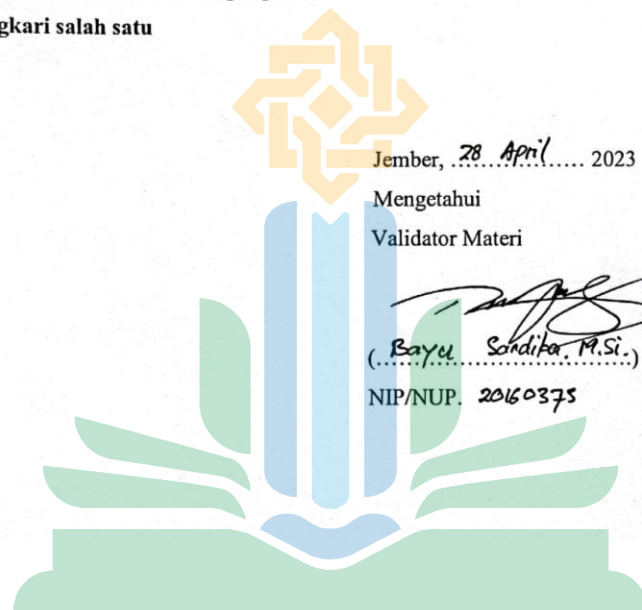 gkari salah satu
Jember, 28 April 2023
Mengetahui
Validator Materi
(Bayu Sandika, M.Si.)
NIP/NUP. 20160375